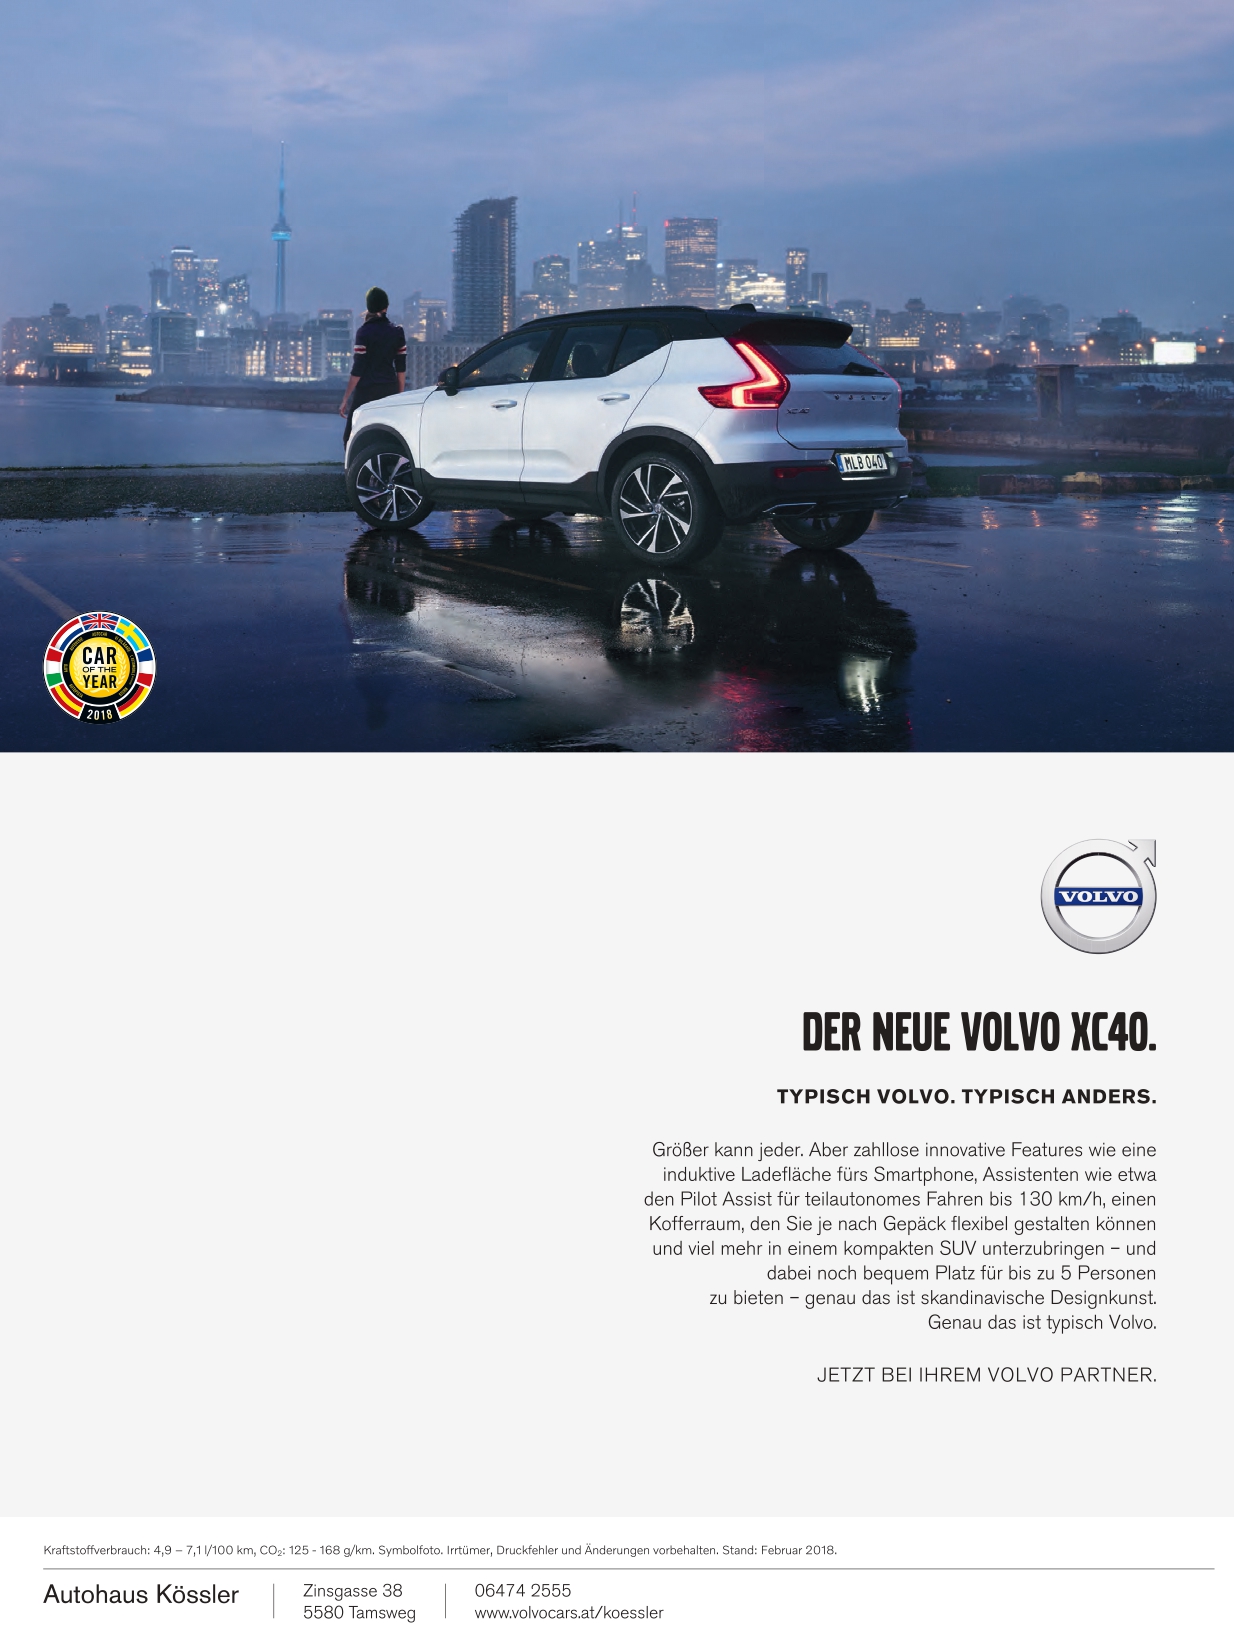 XC40
VOLVO
MLB 040
CAR
OF THE
YEAR
2018
VOLVO
DER NEUE VOLVO XC40.
TYPISCH VOLVO. TYPISCH ANDERS.
Größer kann jeder. Aber zahllose innovative Features wie eine
induktive Ladefläche fürs Smartphone, Assistenten wie etwa
den Pilot Assist für teilautonomes Fahren bis 130 km/h, einen
Kofferraum, den Sie je nach Gepäck flexibel gestalten können
und viel mehr in einem kompakten SUV unterzubringen – und
dabei noch bequem Platz für bis zu 5 Personen
zu bieten – genau das ist skandinavische Designkunst.
Genau das ist typisch Volvo.
JETZT BEI IHREM VOLVO PARTNER.
Kraftstoffverbrauch: 4,9 – 7,1 l/100 km, CO₂: 125 - 168 g/km. Symbolfoto. Irrtümer, Druckfehler und Änderungen vorbehalten. Stand: Februar 2018.
Autohaus Kössler
Zinsgasse 38
5580 Tamsweg
06474 2555
www.volvocars.at/koessler